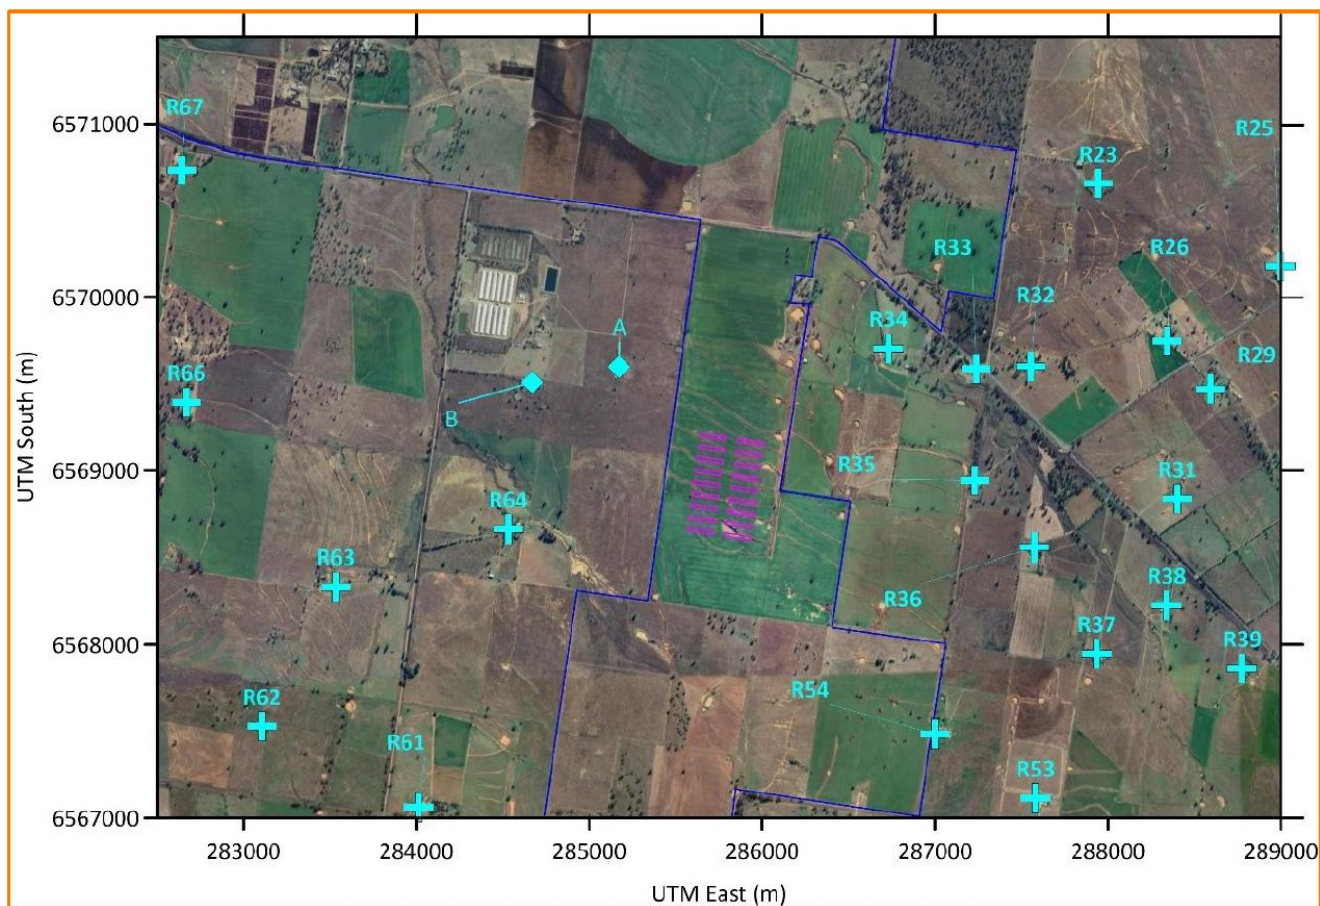 R67
6571000
R25
R23
R33
R26
6570000
R32
A
R34
R29
R66
B
UTM South (m)
6569000
R35
R31
R64
R63
R36
R38
6568000
R37
R39
R62
R54
R61
R53
6567000
283000 284000 285000 286000 287000 288000 289000
UTM East (m)